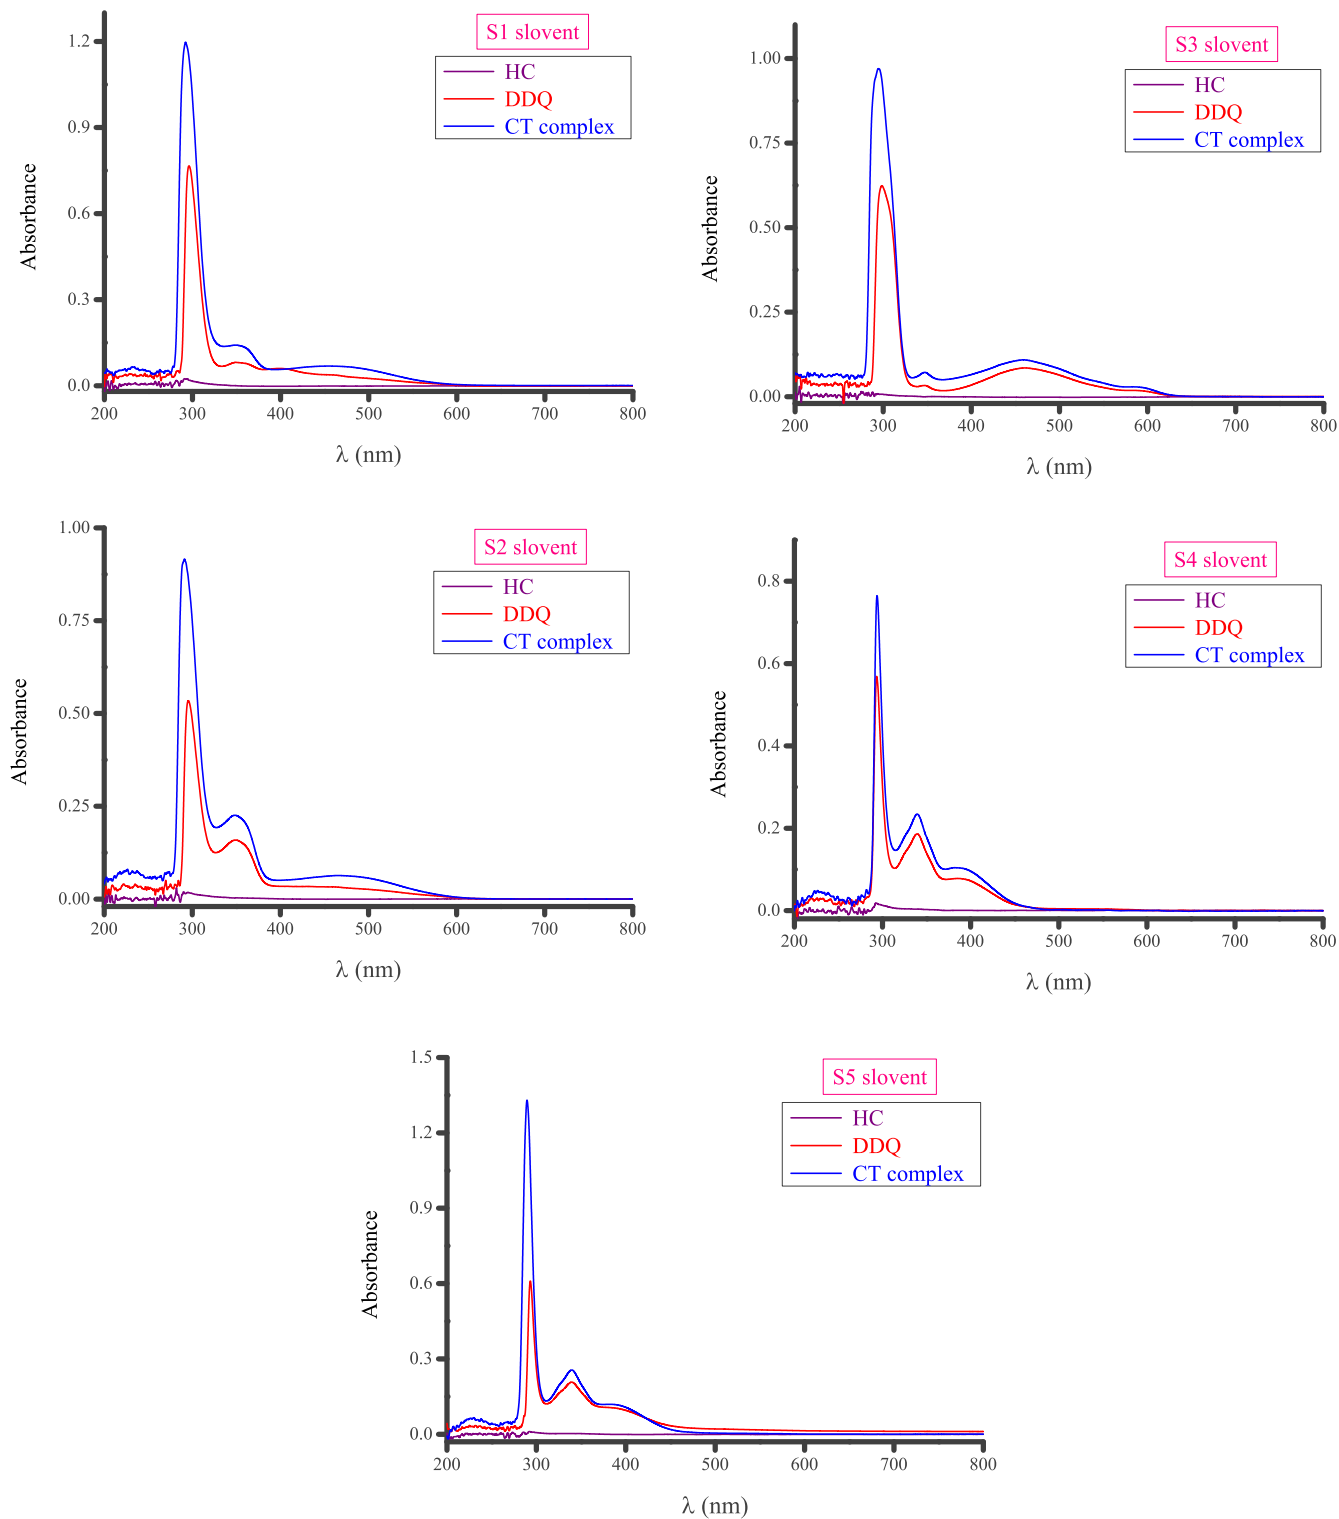 S1 slovent
HC
DDQ
CT complex
1.2
0.9
0.6
0.3
0.0
Absorbance
200 300 400 500 600 700 800
λ (nm)
S3 slovent
HC
DDQ
CT complex
1.00
0.75
0.50
0.25
0.00
Absorbance
200 300 400 500 600 700 800
λ (nm)
S2 slovent
HC
DDQ
CT complex
1.00
0.75
0.50
0.25
0.00
Absorbance
200 300 400 500 600 700 800
λ (nm)
S4 slovent
HC
DDQ
CT complex
0.8
0.6
0.4
0.2
0.0
Absorbance
200 300 400 500 600 700 800
λ (nm)
S5 slovent
HC
DDQ
CT complex
1.5
1.2
0.9
0.6
0.3
0.0
Absorbance
200 300 400 500 600 700 800
λ (nm)